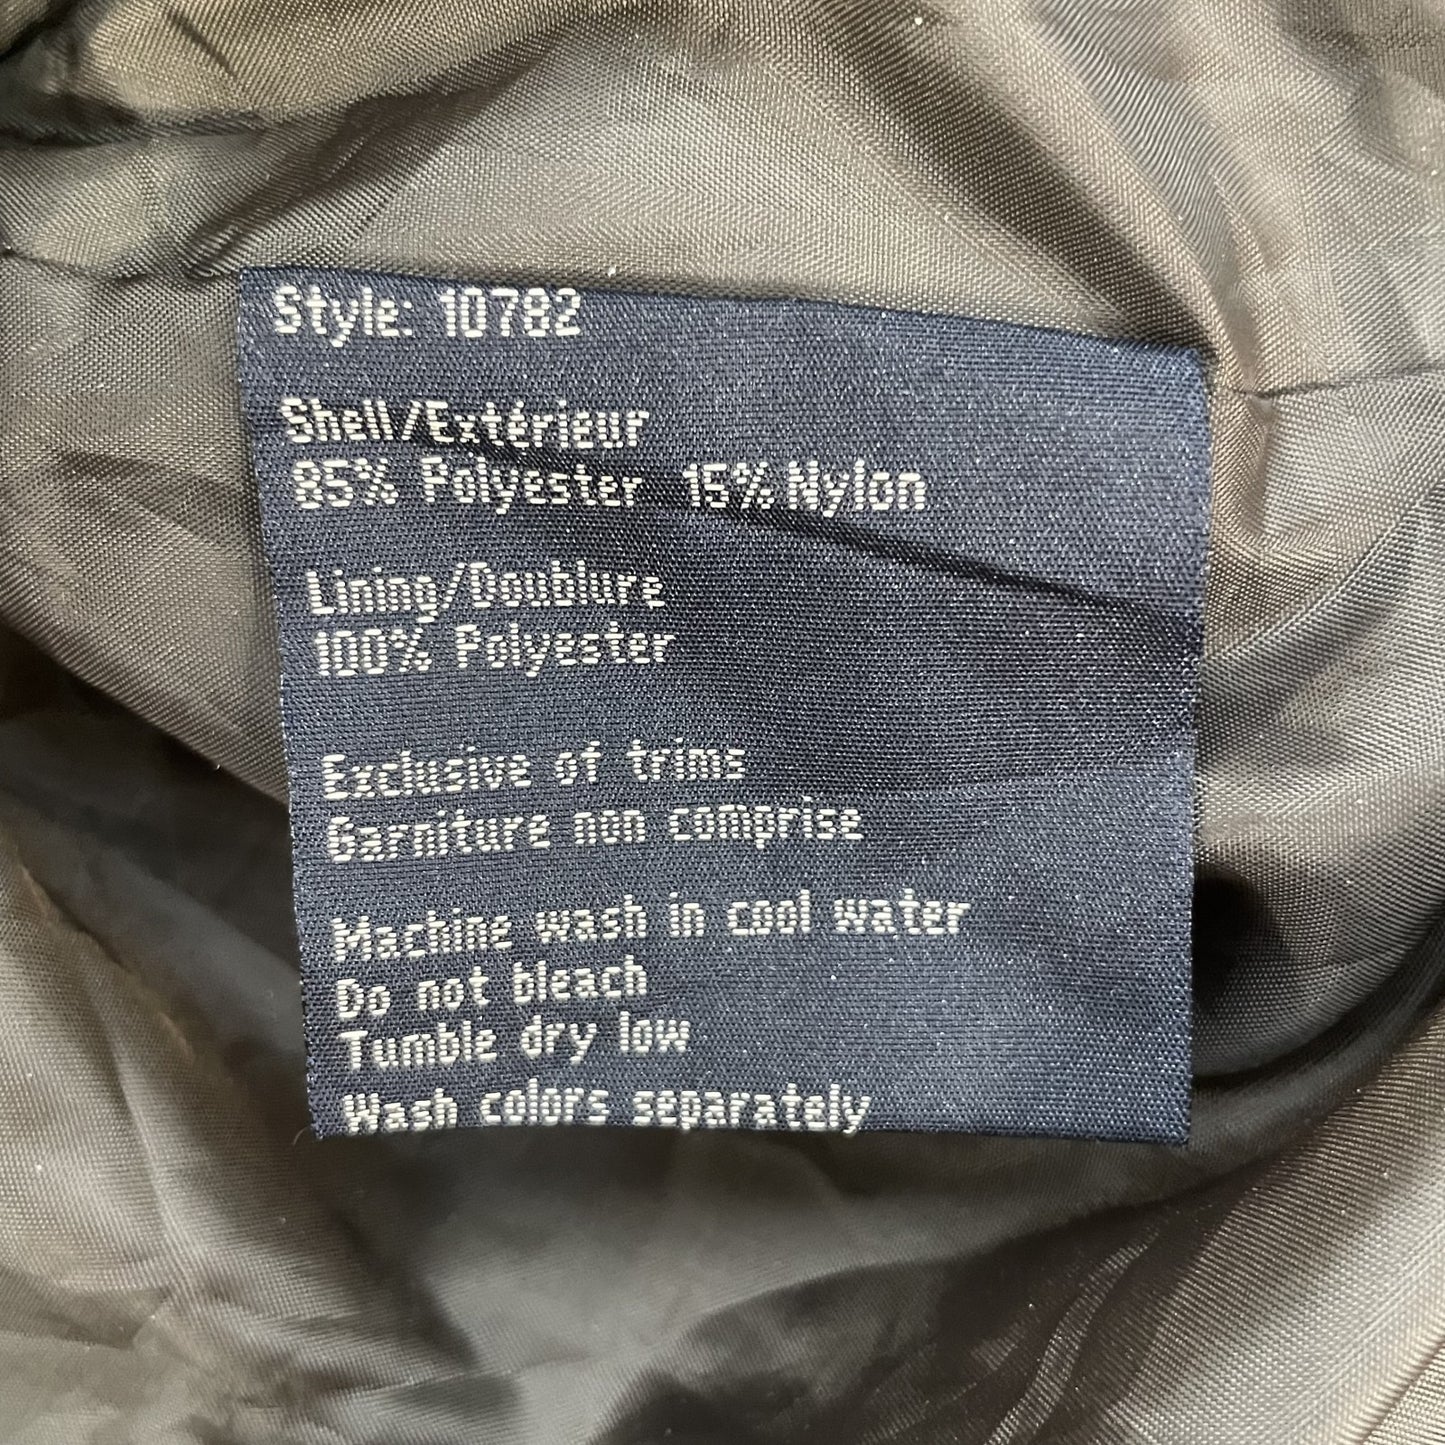 Style: 10782
Shell/Extérieur
85% Polyester 15% Nylon
Lining/Doublure
100% Polyester
Exclusive of trims
Garniture non comprise
Machine wash in cool water
Do not bleach
Tumble dry low
Wash colors separately